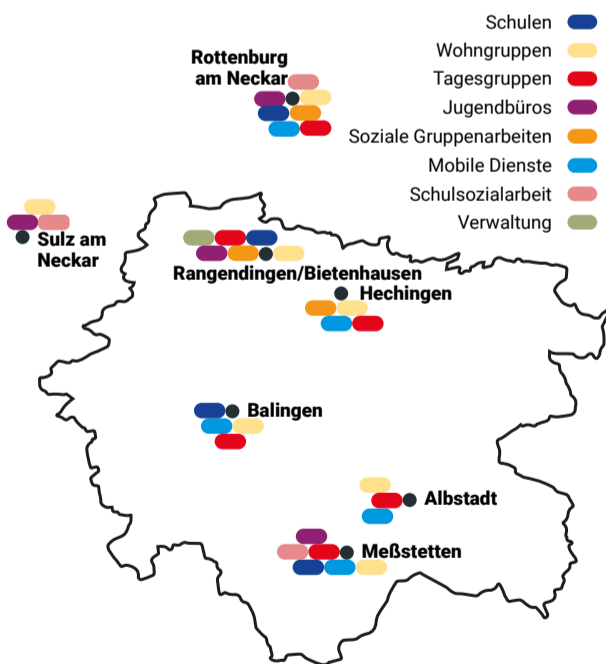 Schulen
Wohngruppen
Tagesgruppen
Jugendbüros
Soziale Gruppenarbeiten
Mobile Dienste
Schulsozialarbeit
Verwaltung
Rottenburg
am Neckar
Sulz am
Neckar
Rangendingen/Bietenhausen
Hechingen
Balingen
Albstadt
Meßstetten